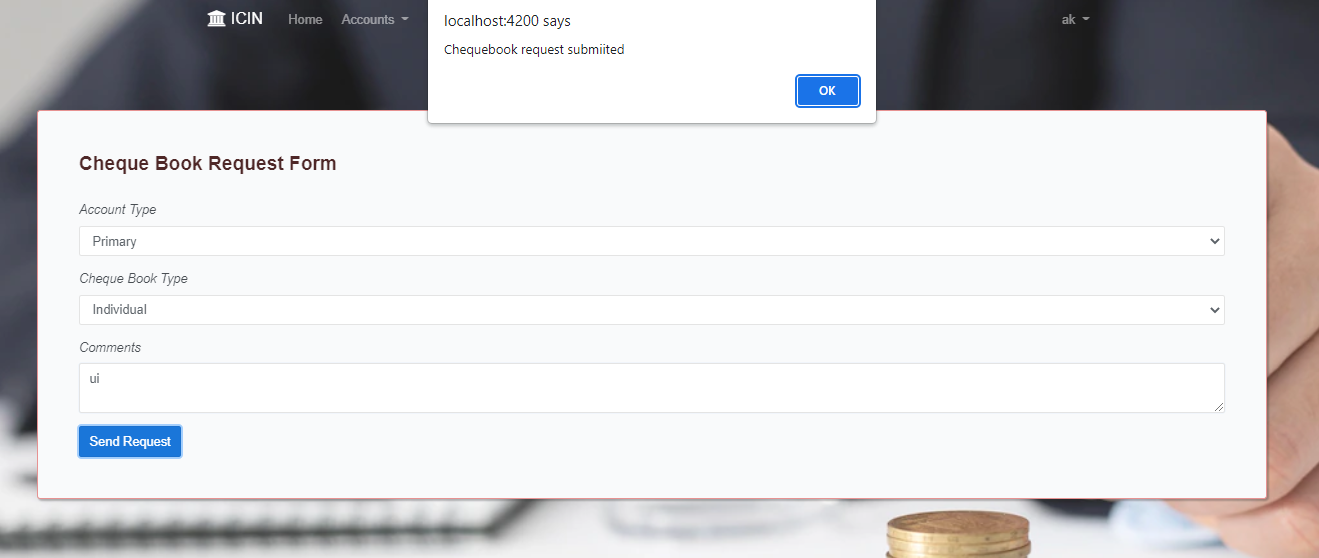 ICIN Home Accounts ak
localhost:4200 says
Chequebook request submiited
OK
Cheque Book Request Form
Account Type
Primary
Cheque Book Type
Individual
Comments
ui
Send Request